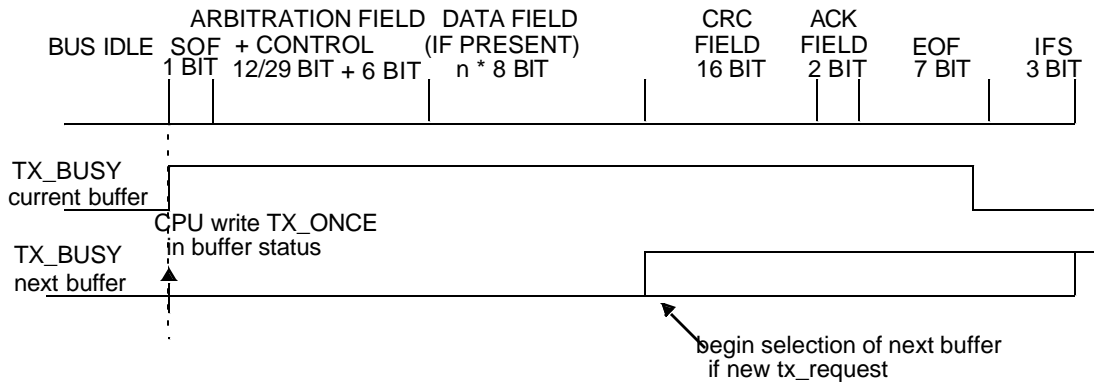 ARBITRATION FIELD DATA FIELD CRC ACK
BUS IDLE SOF + CONTROL (IF PRESENT) FIELD FIELD EOF IFS
1 BIT 12/29 BIT + 6 BIT n * 8 BIT 16 BIT 2 BIT 7 BIT 3 BIT
TX_BUSY
current buffer
CPU write TX_ONCE
in buffer status
TX_BUSY
next buffer
begin selection of next buffer
if new tx_request